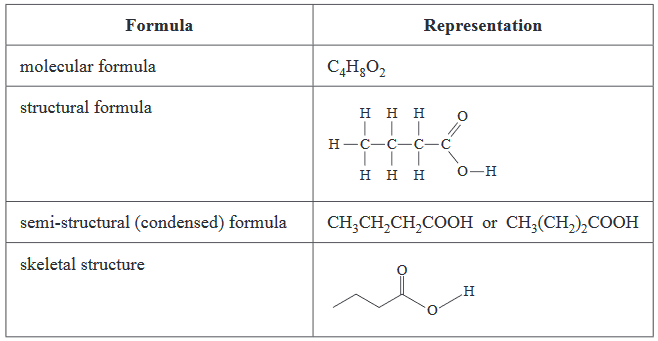 Formula Representation
molecular formula C₄H₈O₂
structural formula
H H H O
H—C—C—C—C
H H H O—H
semi-structural (condensed) formula CH₃CH₂CH₂COOH or CH₃(CH₂)₂COOH
skeletal structure
O
H
O